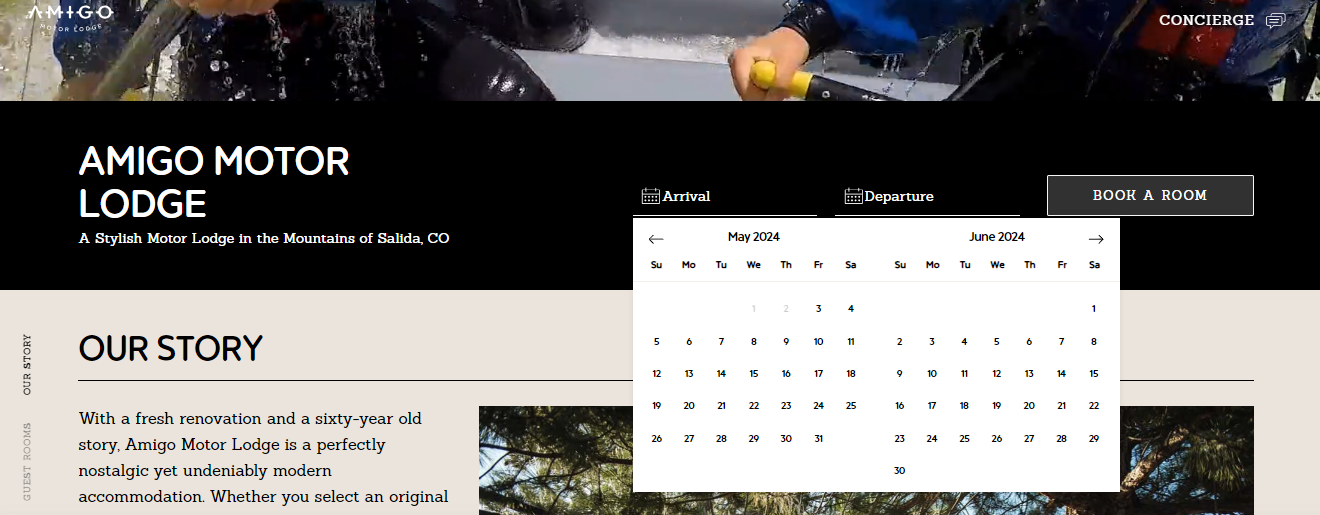 AMIGO
MOTOR LODGE
CONCIERGE
AMIGO MOTOR
LODGE
A Stylish Motor Lodge in the Mountains of Salida, CO
Arrival
Departure
BOOK A ROOM
May 2024
Su Mo Tu We Th Fr Sa
1 2 3 4
5 6 7 8 9 10 11
12 13 14 15 16 17 18
19 20 21 22 23 24 25
26 27 28 29 30 31
June 2024
Su Mo Tu We Th Fr Sa
1
2 3 4 5 6 7 8
9 10 11 12 13 14 15
16 17 18 19 20 21 22
23 24 25 26 27 28 29
30
OUR STORY
GUEST ROOMS
OUR STORY
With a fresh renovation and a sixty-year old
story, Amigo Motor Lodge is a perfectly
nostalgic yet undeniably modern
accommodation. Whether you select an original